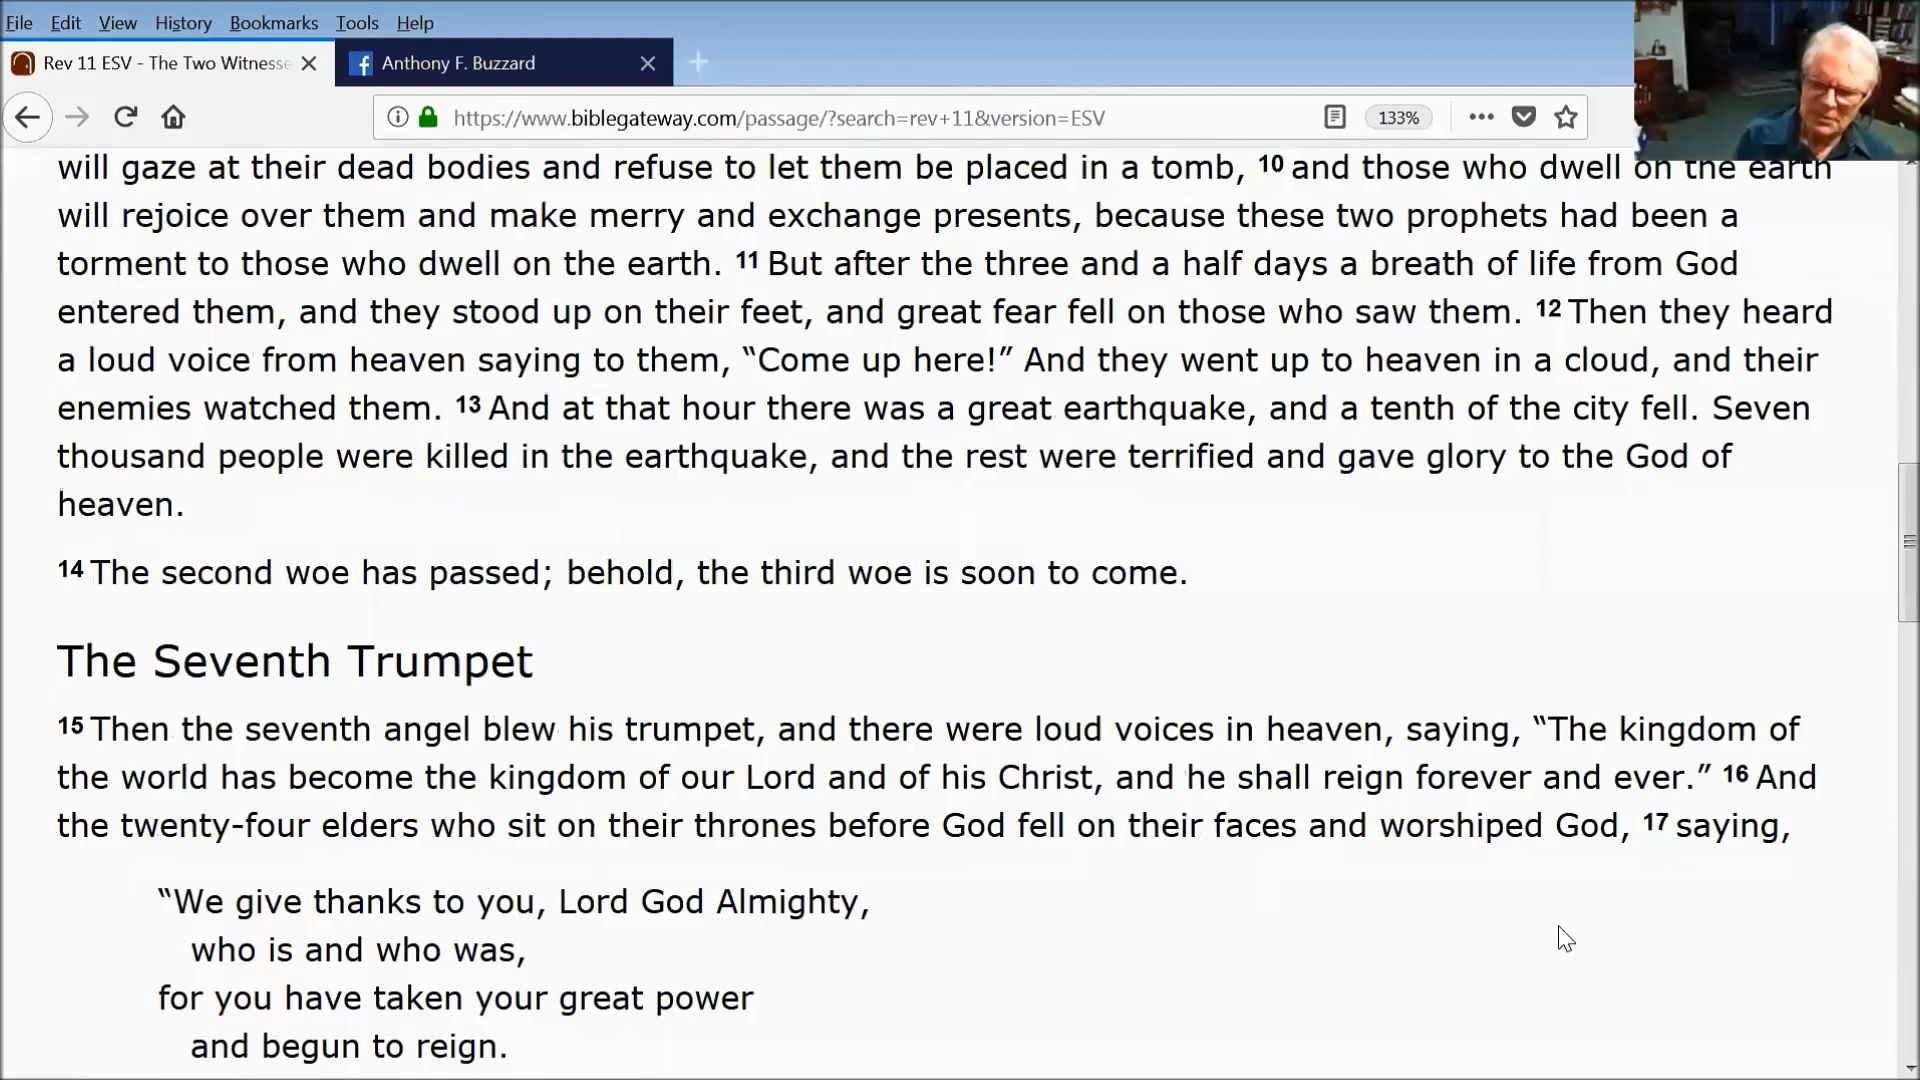 File Edit View History Bookmarks Tools Help
Rev 11 ESV - The Two Witnesse
Anthony F. Buzzard
https://www.biblegateway.com/passage/?search=rev+11&version=ESV
133%
will gaze at their dead bodies and refuse to let them be placed in a tomb, 10 and those who dwell on the earth
will rejoice over them and make merry and exchange presents, because these two prophets had been a
torment to those who dwell on the earth. 11 But after the three and a half days a breath of life from God
entered them, and they stood up on their feet, and great fear fell on those who saw them. 12 Then they heard
a loud voice from heaven saying to them, “Come up here!” And they went up to heaven in a cloud, and their
enemies watched them. 13 And at that hour there was a great earthquake, and a tenth of the city fell. Seven
thousand people were killed in the earthquake, and the rest were terrified and gave glory to the God of
heaven.
14 The second woe has passed; behold, the third woe is soon to come.
The Seventh Trumpet
15 Then the seventh angel blew his trumpet, and there were loud voices in heaven, saying, “The kingdom of
the world has become the kingdom of our Lord and of his Christ, and he shall reign forever and ever.” 16 And
the twenty-four elders who sit on their thrones before God fell on their faces and worshiped God, 17 saying,
“We give thanks to you, Lord God Almighty,
who is and who was,
for you have taken your great power
and begun to reign.